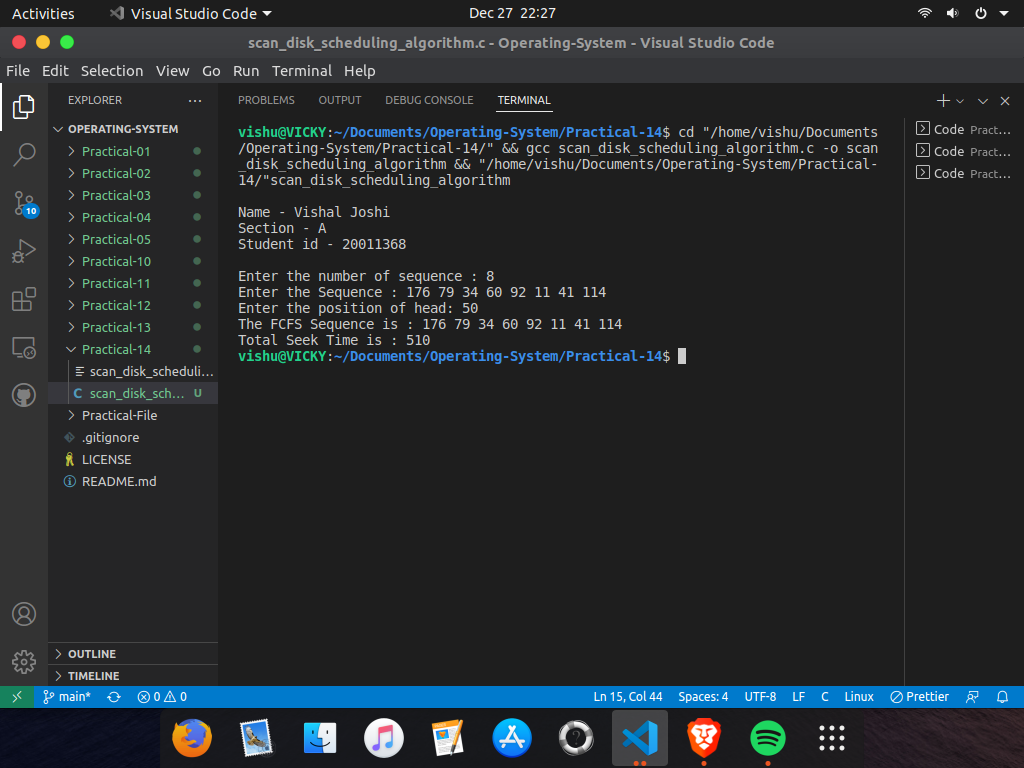 Activities
Visual Studio Code
Dec 27 22:27
scan_disk_scheduling_algorithm.c - Operating-System - Visual Studio Code
File Edit Selection View Go Run Terminal Help
EXPLORER
OPERATING-SYSTEM
Practical-01
Practical-02
Practical-03
Practical-04
Practical-05
Practical-10
Practical-11
Practical-12
Practical-13
Practical-14
scan_disk_scheduli...
C scan_disk_sch... U
Practical-File
.gitignore
LICENSE
README.md
OUTLINE
TIMELINE
10
PROBLEMS OUTPUT DEBUG CONSOLE TERMINAL
vishu@VICKY:~/Documents/Operating-System/Practical-14$ cd "/home/vishu/Documents
/Operating-System/Practical-14/" && gcc scan_disk_scheduling_algorithm.c -o scan
_disk_scheduling_algorithm && "/home/vishu/Documents/Operating-System/Practical-
14/"scan_disk_scheduling_algorithm
Name - Vishal Joshi
Section - A
Student id - 20011368
Enter the number of sequence : 8
Enter the Sequence : 176 79 34 60 92 11 41 114
Enter the position of head: 50
The FCFS Sequence is : 176 79 34 60 92 11 41 114
Total Seek Time is : 510
vishu@VICKY:~/Documents/Operating-System/Practical-14$
Code Pract...
Code Pract...
Code Pract...
main* 0 0 Ln 15, Col 44 Spaces: 4 UTF-8 LF C Linux Prettier